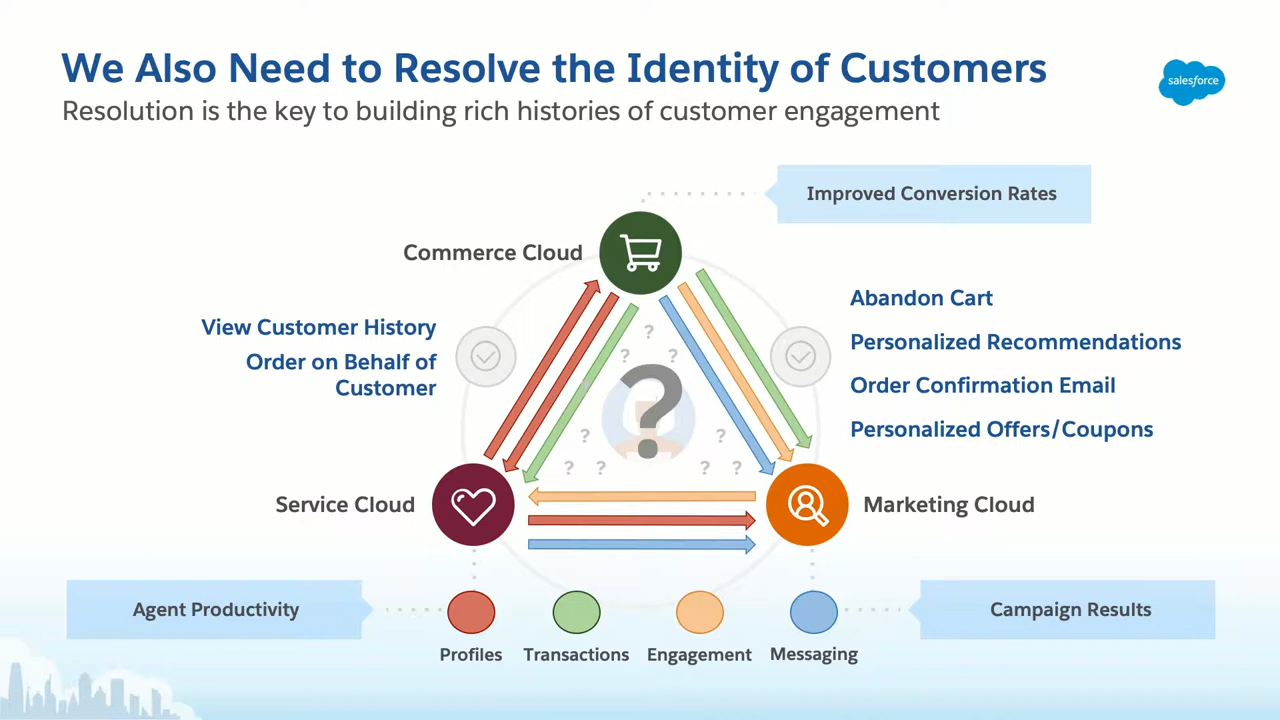 We Also Need to Resolve the Identity of Customers
Resolution is the key to building rich histories of customer engagement
salesforce
Improved Conversion Rates
Commerce Cloud
Abandon Cart
View Customer History
Personalized Recommendations
Order on Behalf of
Customer
Order Confirmation Email
Personalized Offers/Coupons
?
? ?
?
? ?
? ? ? ?
Service Cloud
Marketing Cloud
Agent Productivity
Campaign Results
Profiles
Transactions
Engagement
Messaging